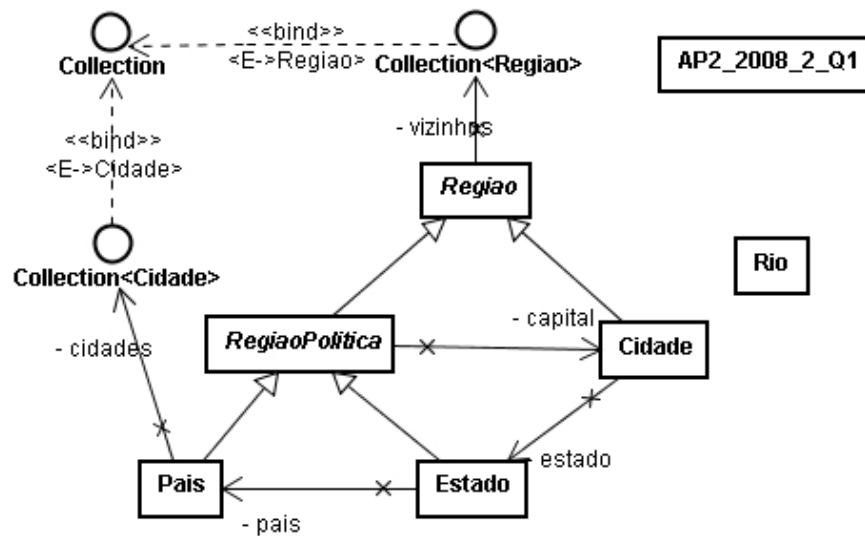 <<bind>>
<E->Regiao>
Collection
Collection<Regiao>
AP2_2008_2_Q1
- vizinhos
<<bind>>
<E->Cidade>
Regiao
Collection<Cidade>
Rio
- capital
RegiaoPolitica
Cidade
- cidades
- estado
Pais
Estado
- pais